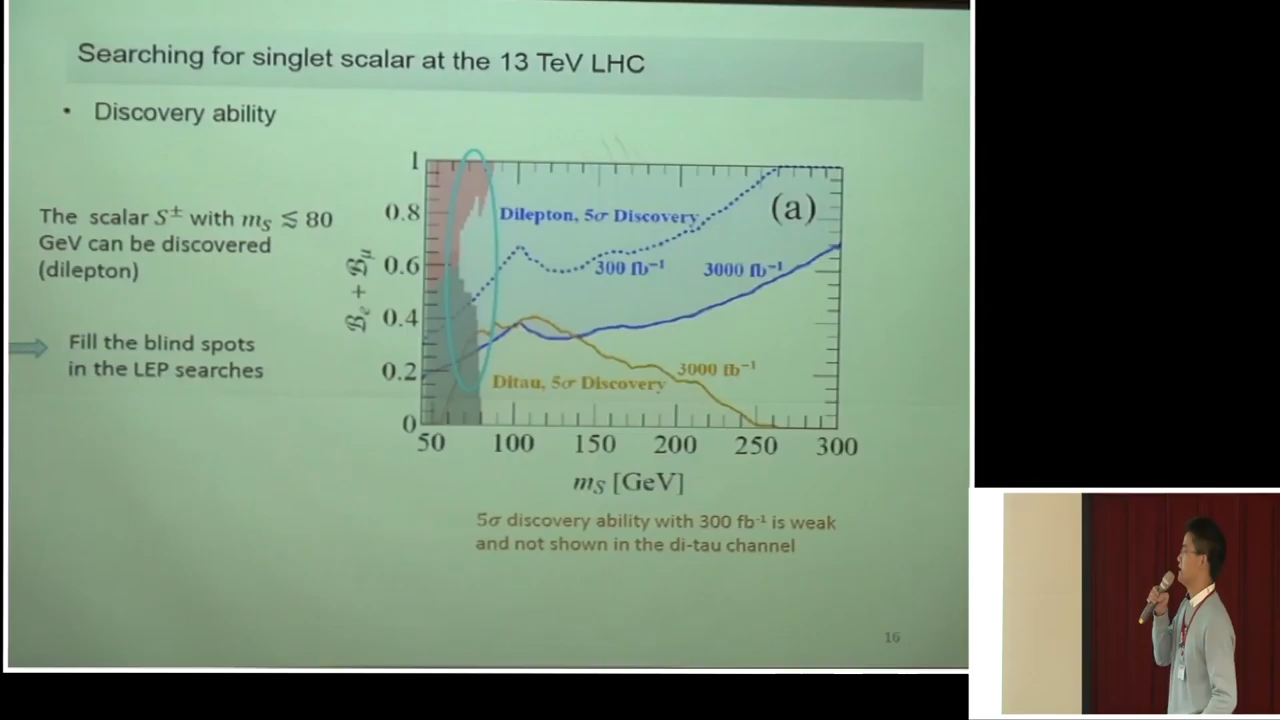 Searching for singlet scalar at the 13 TeV LHC
• Discovery ability
The scalar S± with mS ≲ 80
GeV can be discovered
(dilepton)
Fill the blind spots
in the LEP searches
(a)
Dilepton, 5σ Discovery
300 fb⁻¹
3000 fb⁻¹
3000 fb⁻¹
Ditau, 5σ Discovery
1
0.8
0.6
0.4
0.2
0
ℬe + ℬμ
50 100 150 200 250 300
mS [GeV]
5σ discovery ability with 300 fb⁻¹ is weak
and not shown in the di-tau channel
16